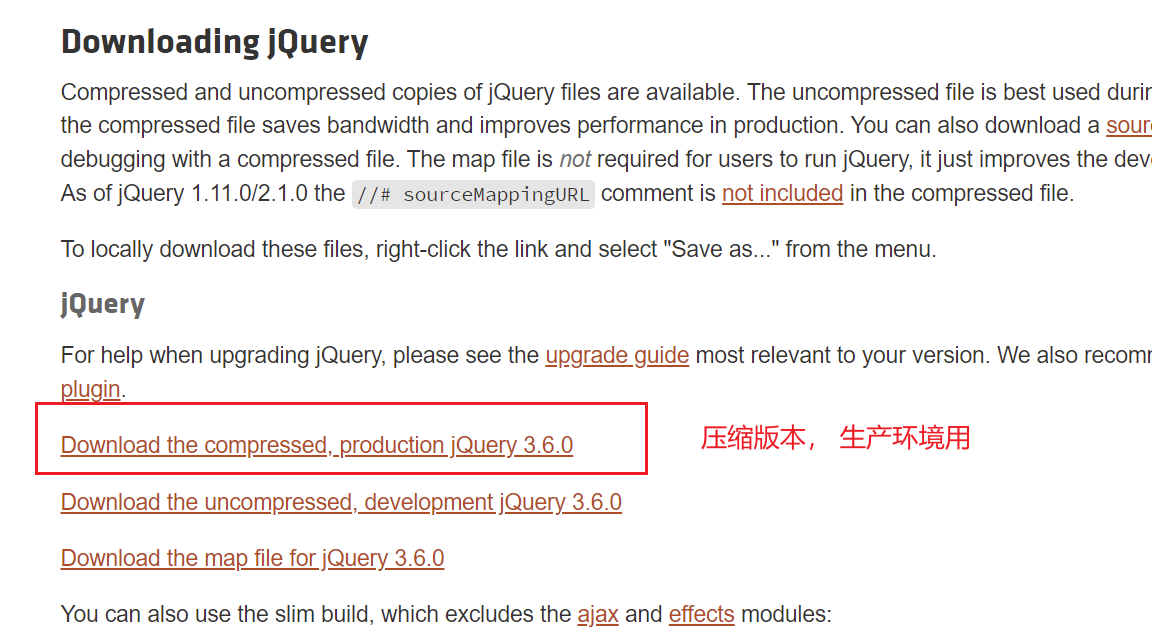 Downloading jQuery
Compressed and uncompressed copies of jQuery files are available. The uncompressed file is best used
the compressed file saves bandwidth and improves performance in production. You can also download a
debugging with a compressed file. The map file is not required for users to run jQuery, it just improves the
As of jQuery 1.11.0/2.1.0 the //# sourceMappingURL comment is not included in the compressed file.
To locally download these files, right-click the link and select "Save as..." from the menu.
jQuery
For help when upgrading jQuery, please see the upgrade guide most relevant to your version. We also
plugin.
Download the compressed, production jQuery 3.6.0 压缩版本， 生产环境用
Download the uncompressed, development jQuery 3.6.0
Download the map file for jQuery 3.6.0
You can also use the slim build, which excludes the ajax and effects modules: